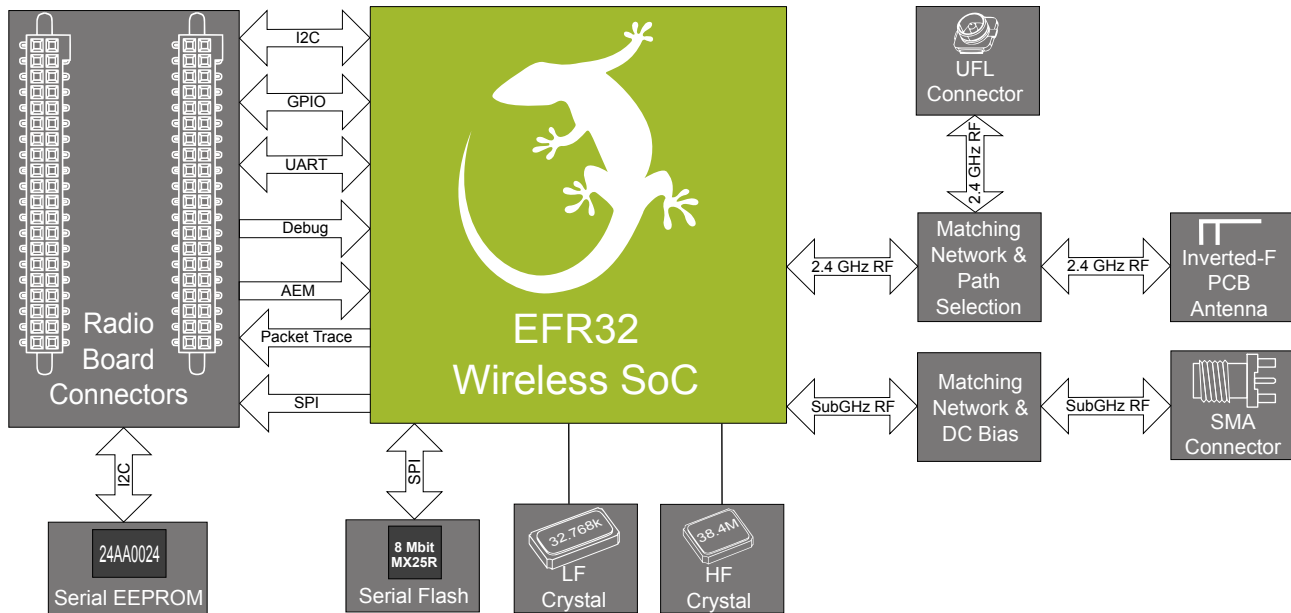 I2C
GPIO
UART
Debug
AEM
Packet Trace
SPI
Radio
Board
Connectors
I2C
24AA0024
Serial EEPROM
EFR32
Wireless SoC
SPI
8 Mbit
MX25R
Serial Flash
32.768k
LF
Crystal
38.4M
HF
Crystal
UFL
Connector
2.4 GHz RF
2.4 GHz RF
Matching
Network &
Path
Selection
2.4 GHz RF
Inverted-F
PCB
Antenna
SubGHz RF
Matching
Network &
DC Bias
SubGHz RF
SMA
Connector